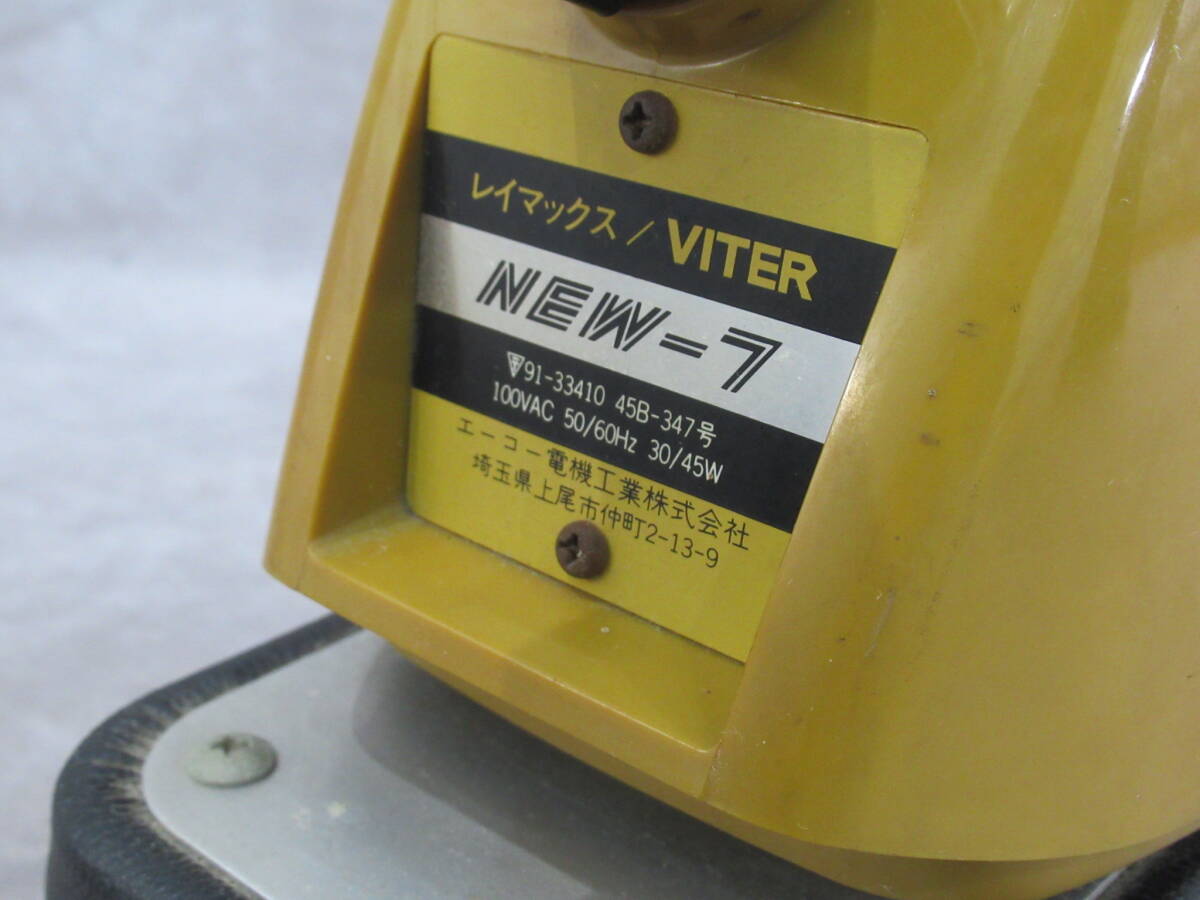 レイマックス / VITER
NEW-7
91-33410 45B-347号
100VAC 50/60Hz 30/45W
エーコー電機工業株式会社
埼玉県上尾市仲町2-13-9